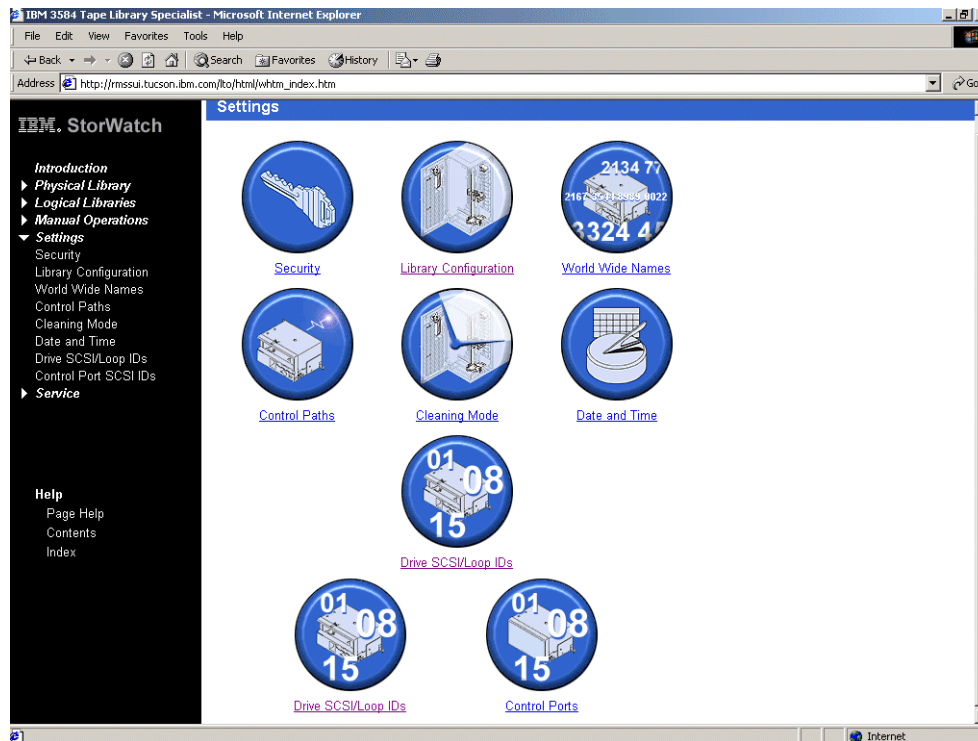 IBM 3584 Tape Library Specialist - Microsoft Internet Explorer
File Edit View Favorites Tools Help
Back Search Favorites History
Address http://rmssui.tucson.ibm.com/lto/html/whtm_index.htm Go
IBM. StorWatch
Introduction
Physical Library
Logical Libraries
Manual Operations
Settings
Security
Library Configuration
World Wide Names
Control Paths
Cleaning Mode
Date and Time
Drive SCSI/Loop IDs
Control Port SCSI IDs
Service
Help
Page Help
Contents
Index
Settings
2134 77
3324 45
Security Library Configuration World Wide Names
Control Paths Cleaning Mode Date and Time
01 08
15
Drive SCSI/Loop IDs
01 08 01 08
15 15
Drive SCSI/Loop IDs Control Ports
Internet